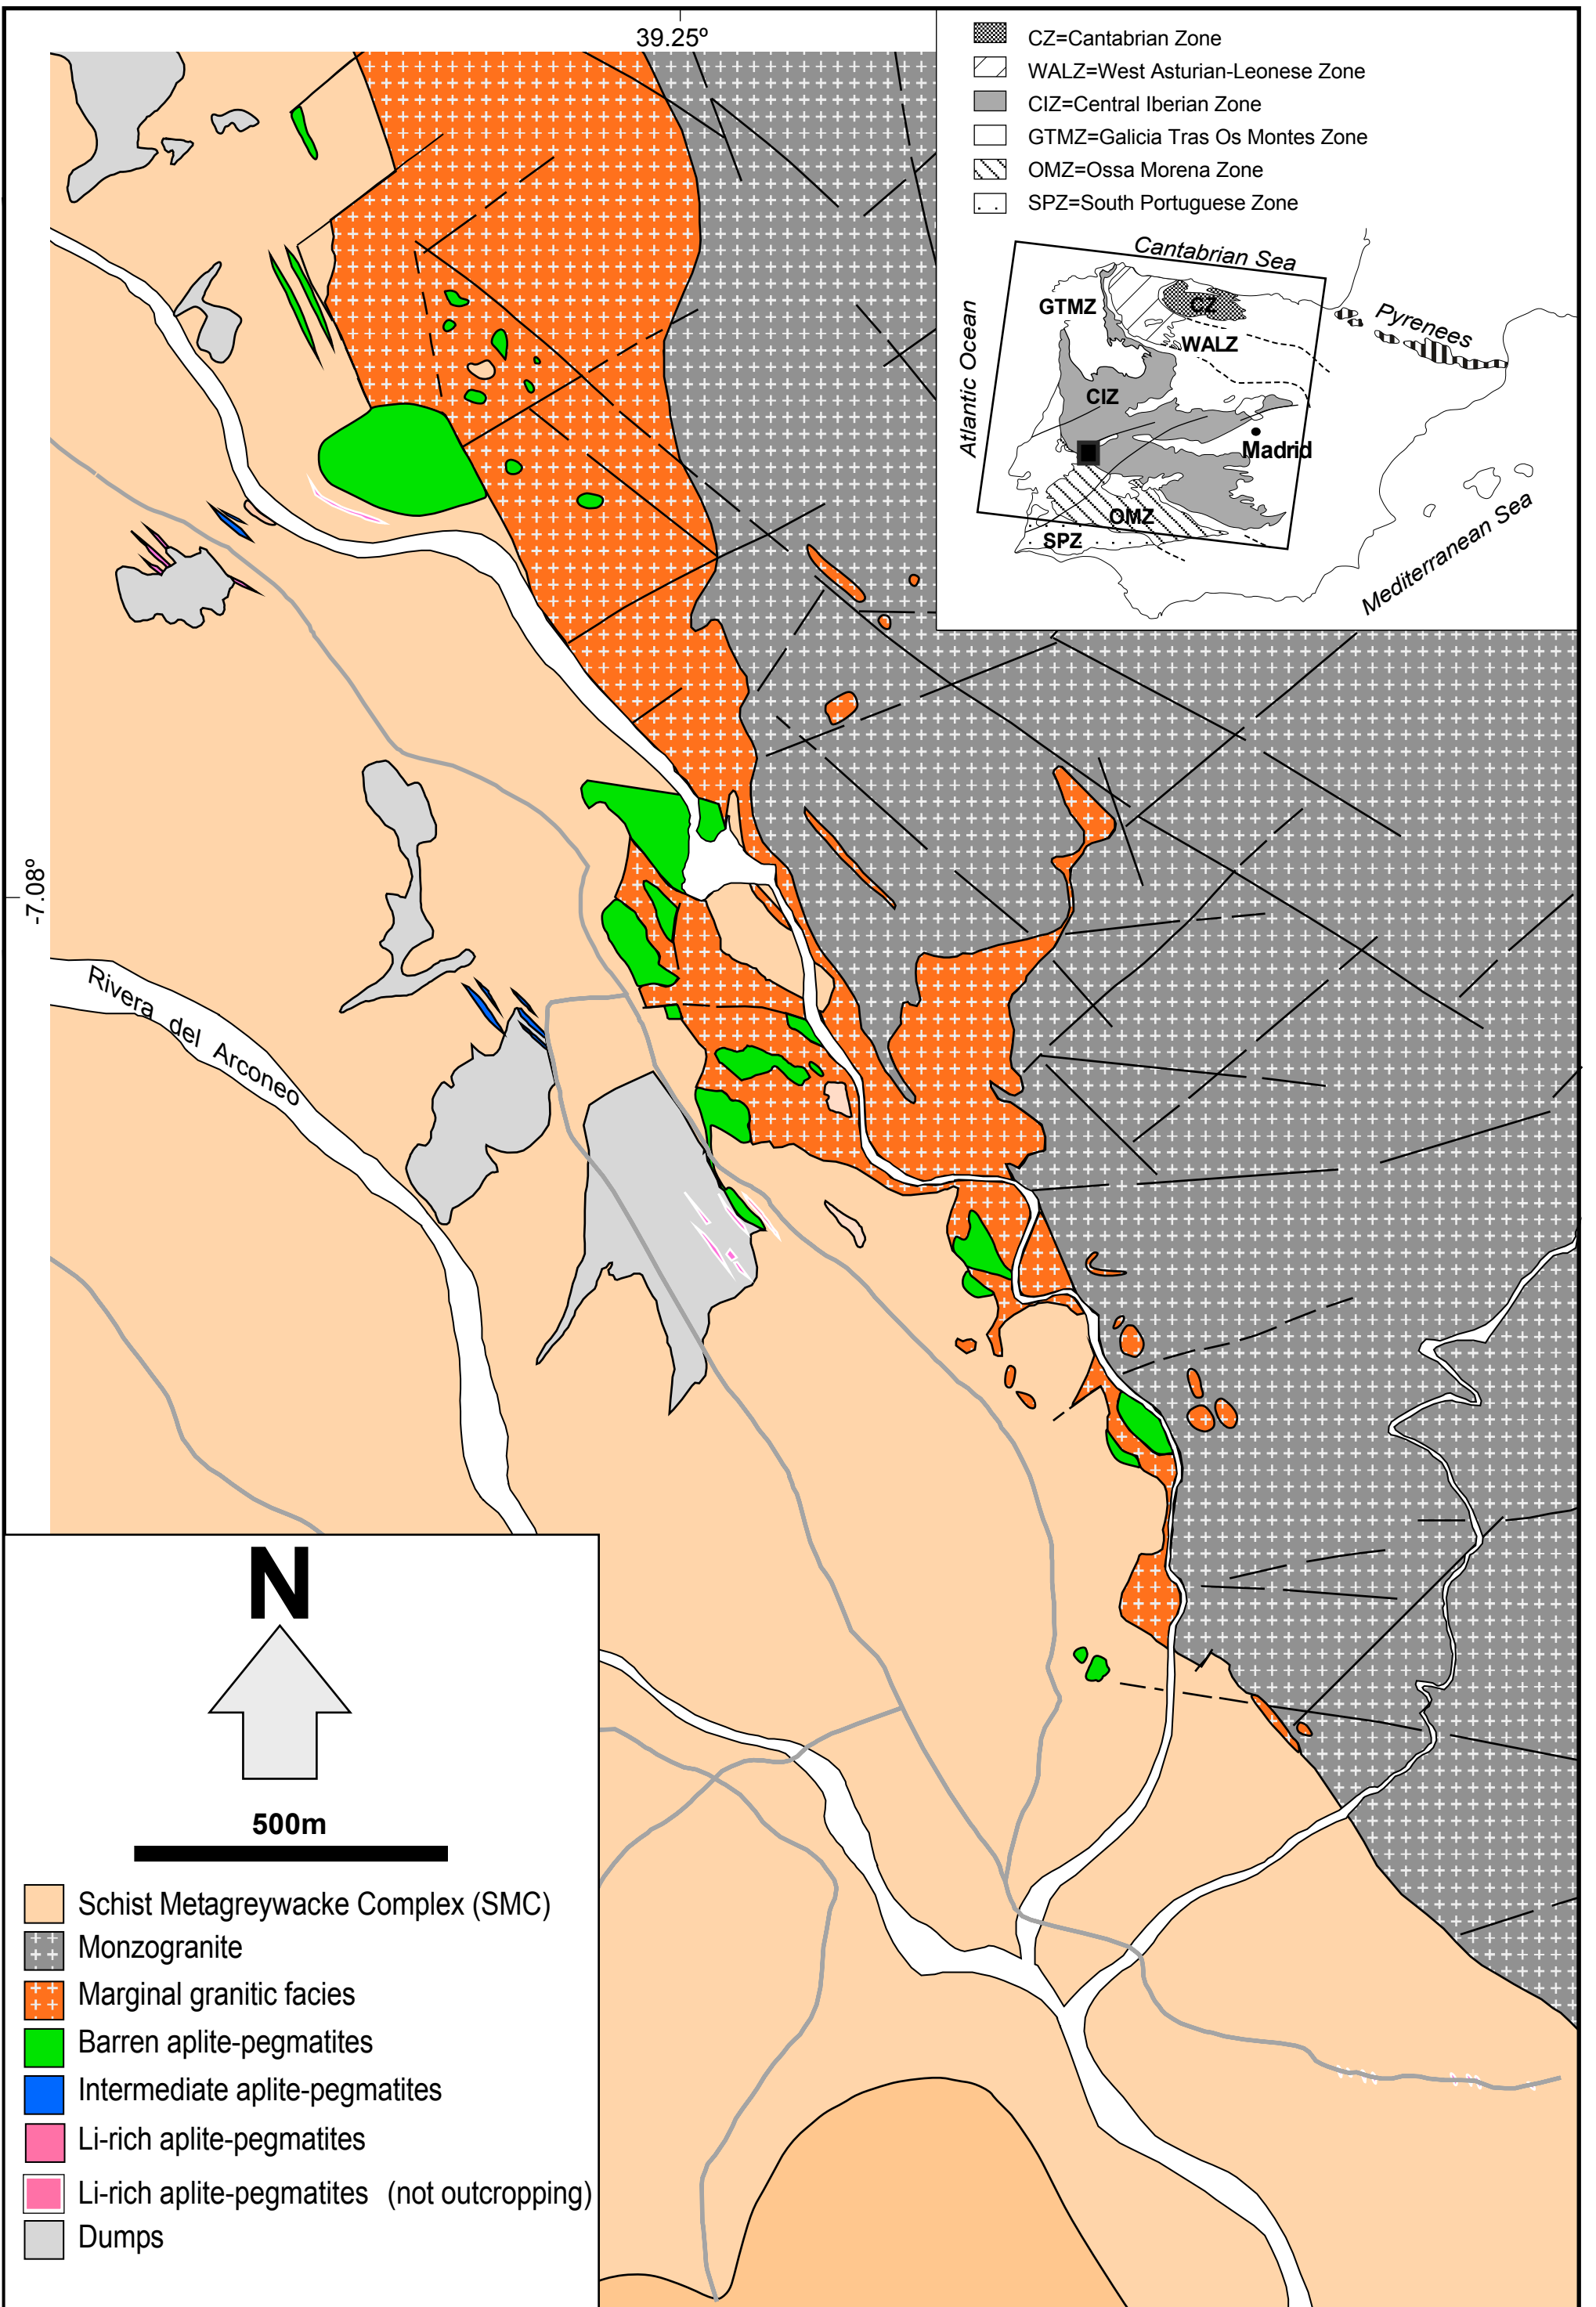 39.25º
CZ=Cantabrian Zone
WALZ=West Asturian-Leonese Zone
CIZ=Central Iberian Zone
GTMZ=Galicia Tras Os Montes Zone
OMZ=Ossa Morena Zone
SPZ=South Portuguese Zone
Cantabrian Sea
Atlantic Ocean
GTMZ
CZ
WALZ
Pyrenees
CIZ
Madrid
OMZ
SPZ
Mediterranean Sea
-7.08º
Rivera del Arconeo
N
500m
Schist Metagreywacke Complex (SMC)
Monzogranite
Marginal granitic facies
Barren aplite-pegmatites
Intermediate aplite-pegmatites
Li-rich aplite-pegmatites
Li-rich aplite-pegmatites (not outcropping)
Dumps